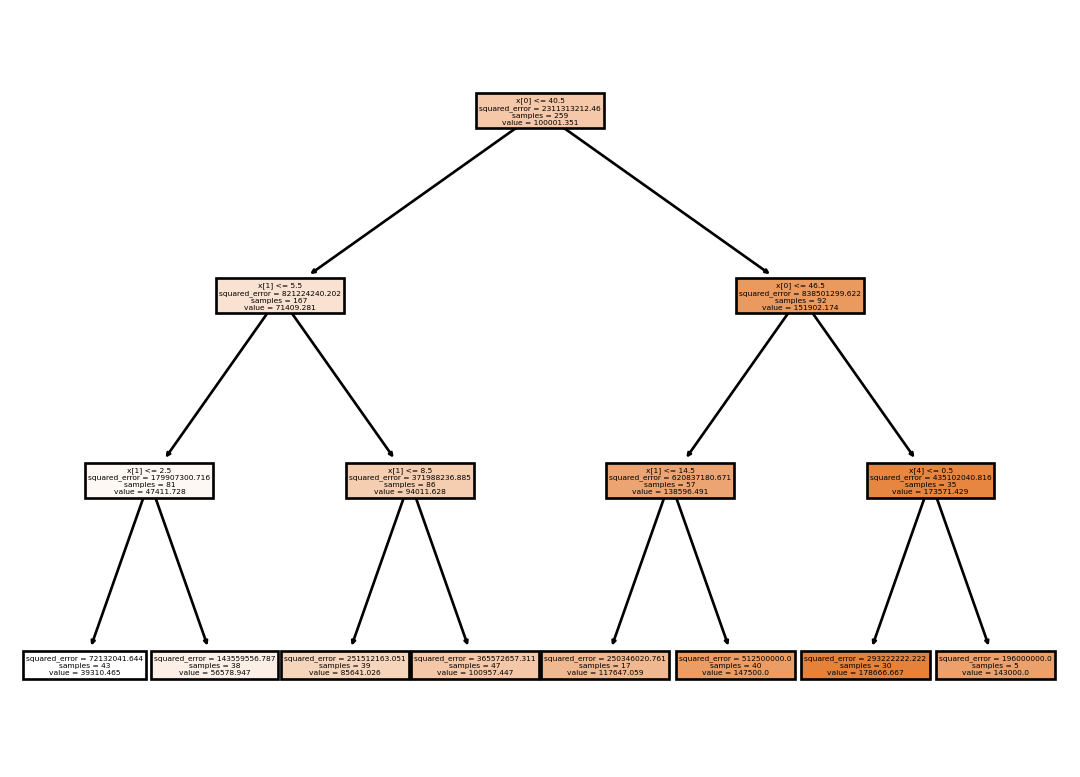 x[0] <= 40.5
squared_error = 2311313212.46
samples = 259
value = 100001.351
x[1] <= 5.5
squared_error = 821224240.202
samples = 167
value = 71409.281
x[0] <= 46.5
squared_error = 838501299.622
samples = 92
value = 151902.174
x[1] <= 2.5
squared_error = 179907300.716
samples = 81
value = 47411.728
x[1] <= 8.5
squared_error = 371988236.885
samples = 86
value = 94011.628
x[1] <= 14.5
squared_error = 620837180.671
samples = 57
value = 138596.491
x[4] <= 0.5
squared_error = 435102040.816
samples = 35
value = 173571.429
squared_error = 72132041.644
samples = 43
value = 39310.465
squared_error = 143559556.787
samples = 38
value = 56578.947
squared_error = 251512163.051
samples = 39
value = 85641.026
squared_error = 365572657.311
samples = 47
value = 100957.447
squared_error = 250346020.761
samples = 17
value = 117647.059
squared_error = 512500000.0
samples = 40
value = 147500.0
squared_error = 293222222.222
samples = 30
value = 178666.667
squared_error = 196000000.0
samples = 5
value = 143000.0